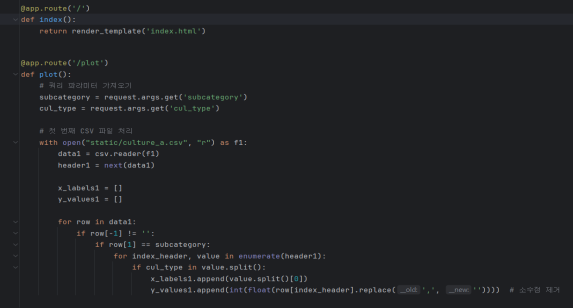 @app.route('/')
def index():
return render_template('index.html')
@app.route('/plot')
def plot():
# 쿼리 파라미터 가져오기
subcategory = request.args.get('subcategory')
cul_type = request.args.get('cul_type')
# 첫 번째 CSV 파일 처리
with open("static/culture_a.csv", "r") as f1:
data1 = csv.reader(f1)
header1 = next(data1)
x_labels1 = []
y_values1 = []
for row in data1:
if row[-1] != '':
if row[1] == subcategory:
for index_header, value in enumerate(header1):
if cul_type in value.split():
x_labels1.append(value.split()[0])
y_values1.append(int(float(row[index_header].replace( _old: ',', _new: '')))) # 소수점 제거